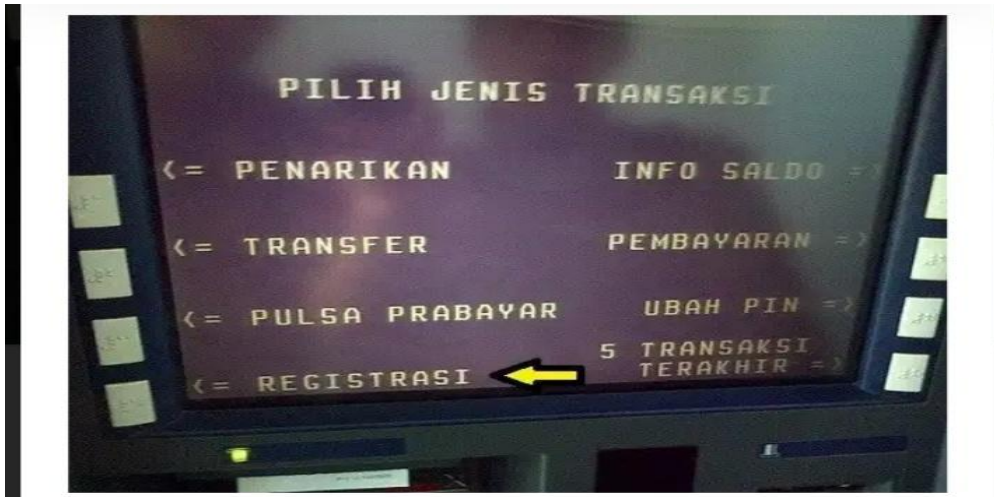 PILIH JENIS TRANSAKSI
<= PENARIKAN
INFO SALDO =>
<= TRANSFER
PEMBAYARAN =>
<= PULSA PRABAYAR
UBAH PIN =>
<= REGISTRASI
5 TRANSAKSI
TERAKHIR =>